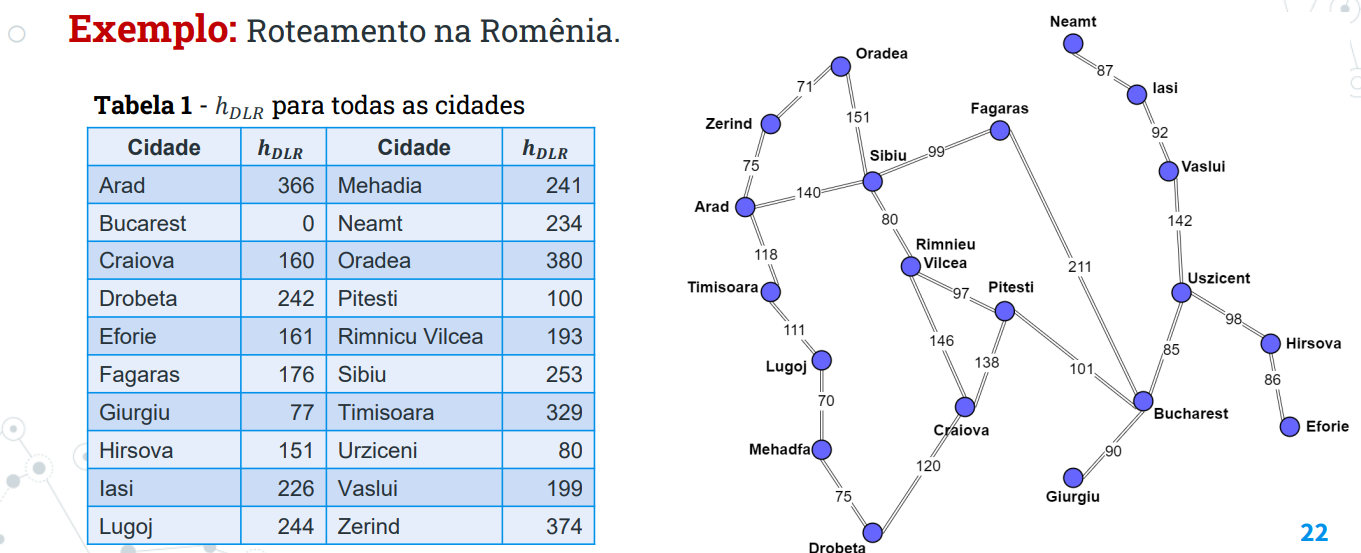 Exemplo: Roteamento na Romênia.
Tabela 1 - hDLR para todas as cidades
Cidade hDLR Cidade hDLR
Arad 366 Mehadia 241
Bucarest 0 Neamt 234
Craiova 160 Oradea 380
Drobeta 242 Pitesti 100
Eforie 161 Rimnicu Vilcea 193
Fagaras 176 Sibiu 253
Giurgiu 77 Timisoara 329
Hirsova 151 Urziceni 80
Iasi 226 Vaslui 199
Lugoj 244 Zerind 374
Neamt
Oradea
87
71
Iasi
Fagaras
Zerind
151
92
Sibiu
99
75
Vaslui
140
Arad
80
142
Rimnieu
Vilcea
118
211
Uszicent
Timisoara
97
Pitesti
98
111
146
85
Hirsova
Lugoj
138
101
86
70
Bucharest
Craiova
Eforie
Mehadfa
90
120
75
Giurgiu
Drobeta
22